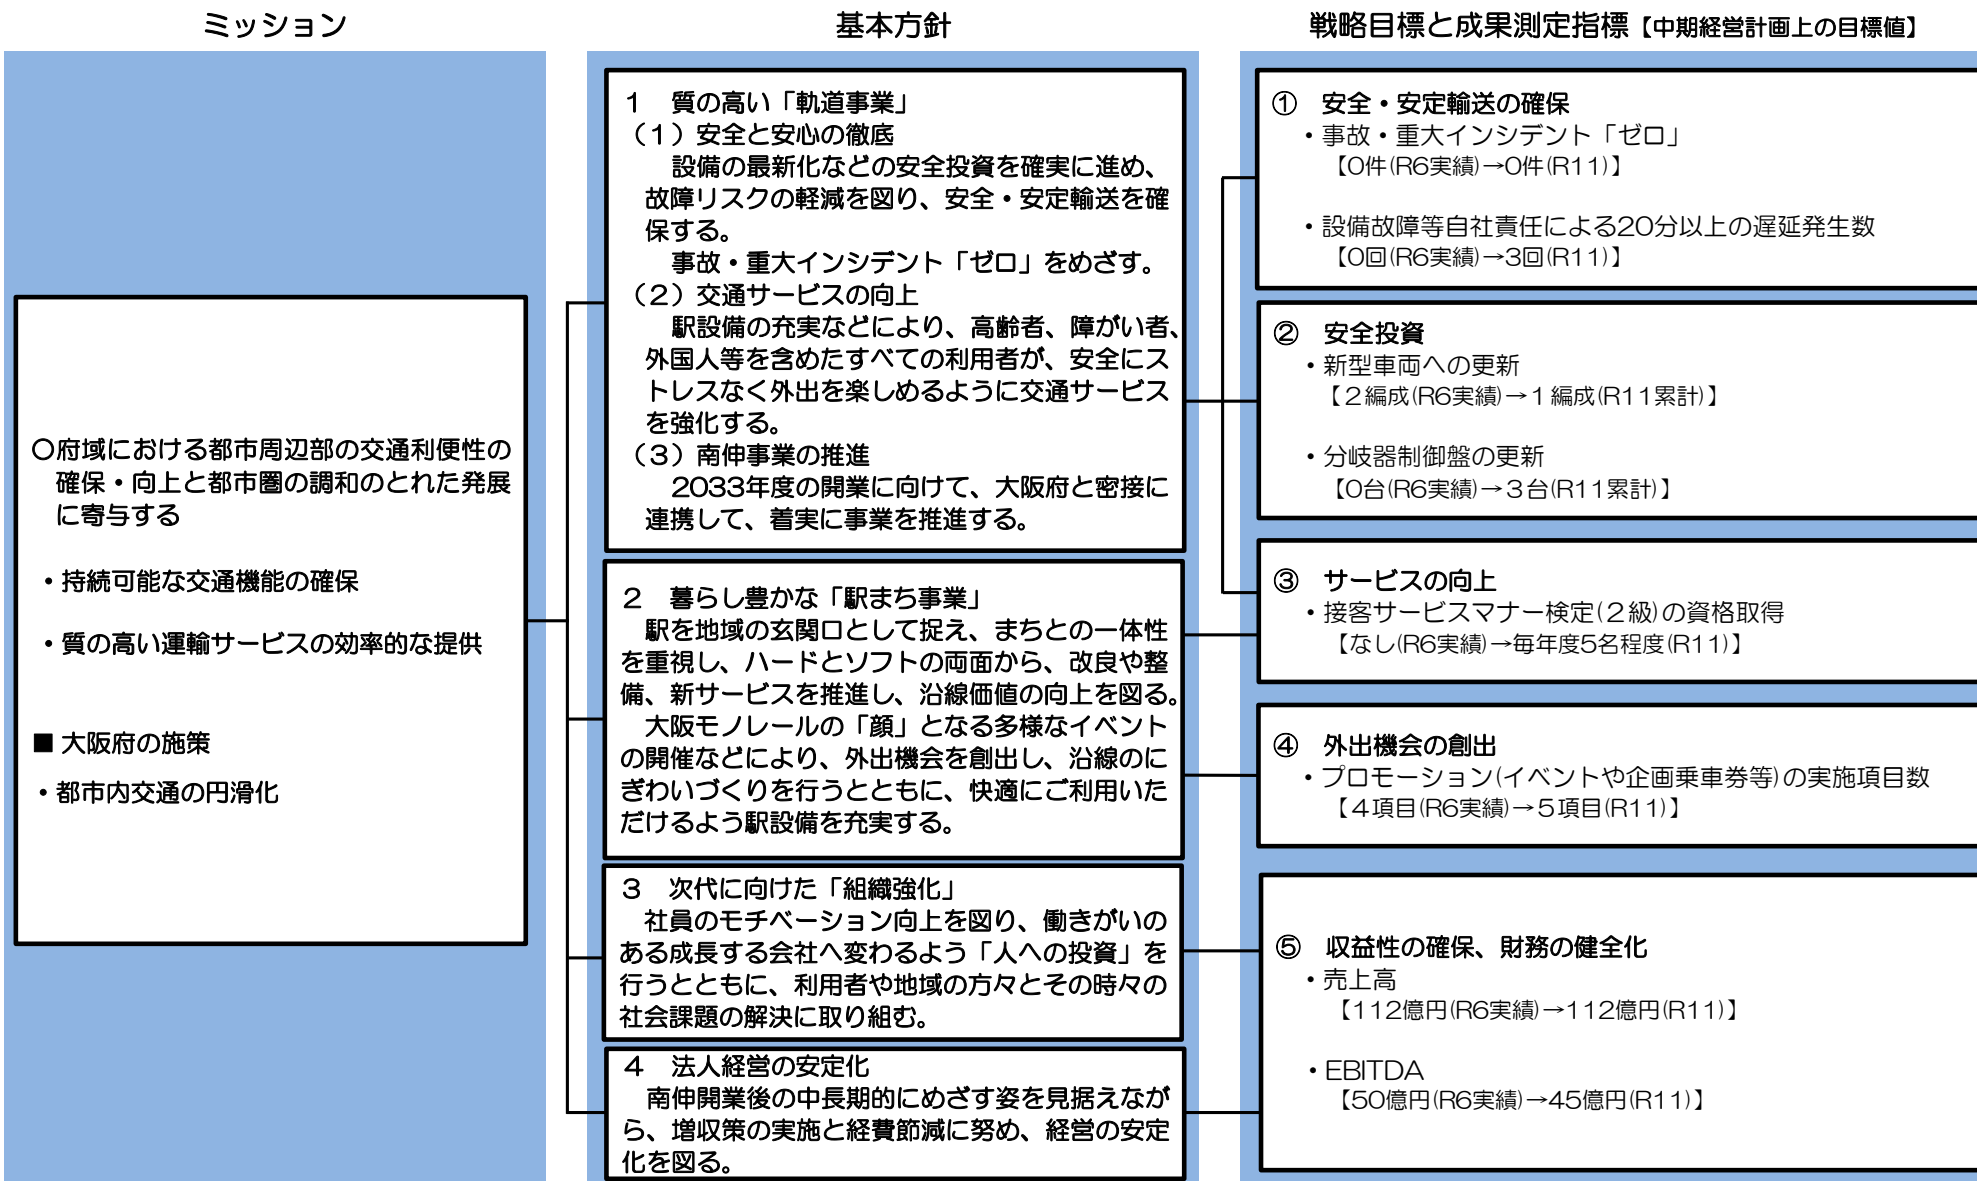 ミッション
〇府域における都市周辺部の交通利便性の
確保・向上と都市圏の調和のとれた発展
に寄与する
・持続可能な交通機能の確保
・質の高い運輸サービスの効率的な提供
■ 大阪府の施策
・都市内交通の円滑化
基本方針
１　質の高い「軌道事業」
（１）安全と安心の徹底
設備の最新化などの安全投資を確実に進め、
故障リスクの軽減を図り、安全・安定輸送を確
保する。
事故・重大インシデント「ゼロ」をめざす。
（２）交通サービスの向上
駅設備の充実などにより、高齢者、障がい者、
外国人等を含めたすべての利用者が、安全にス
トレスなく外出を楽しめるように交通サービス
を強化する。
（３）南伸事業の推進
2033年度の開業に向けて、大阪府と密接に
連携して、着実に事業を推進する。
２　暮らし豊かな「駅まち事業」
駅を地域の玄関口として捉え、まちとの一体性
を重視し、ハードとソフトの両面から、改良や整
備、新サービスを推進し、沿線価値の向上を図る。
大阪モノレールの「顔」となる多様なイベント
の開催などにより、外出機会を創出し、沿線のに
ぎわいづくりを行うとともに、快適にご利用いた
だけるよう駅設備を充実する。
３　次代に向けた「組織強化」
社員のモチベーション向上を図り、働きがいの
ある成長する会社へ変わるよう「人への投資」を
行うとともに、利用者や地域の方々とその時々の
社会課題の解決に取り組む。
４　法人経営の安定化
南伸開業後の中長期的にめざす姿を見据えなが
ら、増収策の実施と経費節減に努め、経営の安定
化を図る。
戦略目標と成果測定指標【中期経営計画上の目標値】
①　安全・安定輸送の確保
・事故・重大インシデント「ゼロ」
【0件(R6実績)→0件(R11)】
・設備故障等自社責任による20分以上の遅延発生数
【0回(R6実績)→3回(R11)】
②　安全投資
・新型車両への更新
【２編成(R6実績)→１編成(R11累計)】
・分岐器制御盤の更新
【0台(R6実績)→３台(R11累計)】
③　サービスの向上
・接客サービスマナー検定(２級)の資格取得
【なし(R6実績)→毎年度5名程度(R11)】
④　外出機会の創出
・プロモーション(イベントや企画乗車券等)の実施項目数
【４項目(R6実績)→５項目(R11)】
⑤　収益性の確保、財務の健全化
・売上高
【112億円(R6実績)→112億円(R11)】
・EBITDA
【50億円(R6実績)→45億円(R11)】